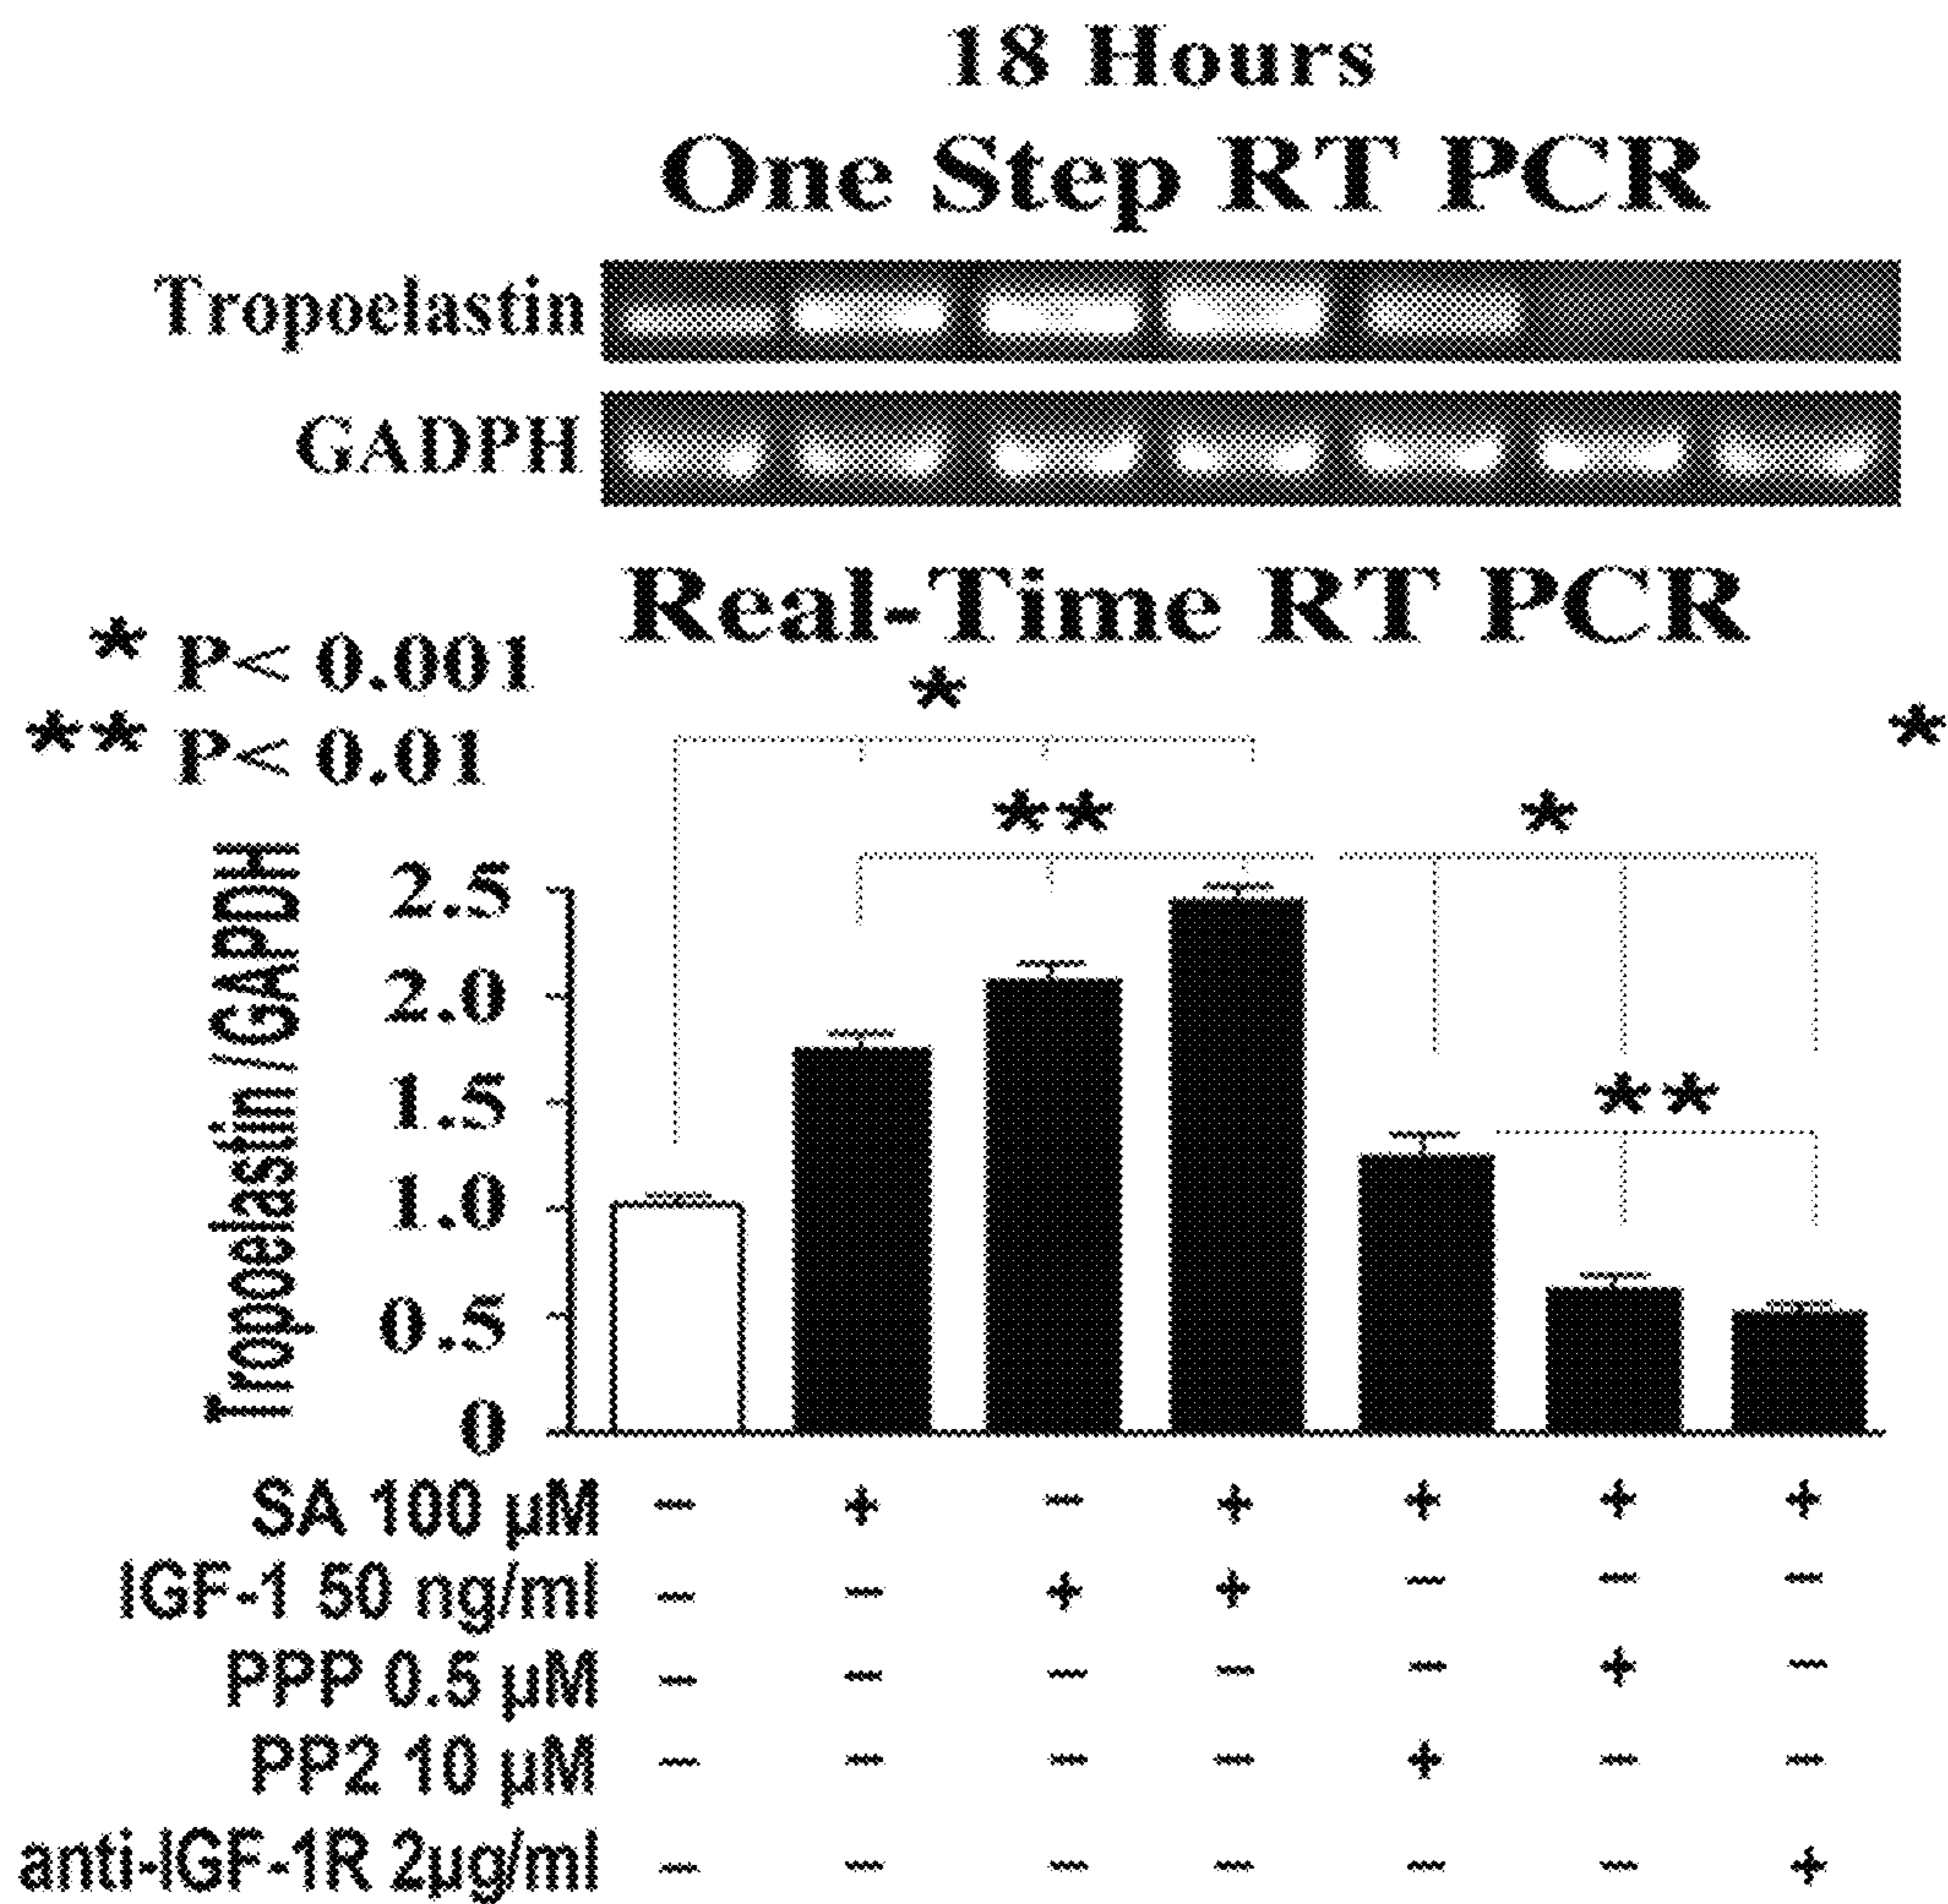 18 Hours
One Step RT PCR
Tropoelastin
GADPH
Real-Time RT PCR
* P< 0.001
** P< 0.01
*
*
**
*
**
Tropoelastin / GAPDH
2.5
2.0
1.5
1.0
0.5
0
SA 100 µM – + – + + + +
IGF-1 50 ng/ml – – + + – – –
PPP 0.5 µM – – – – – + –
PP2 10 µM – – – – + – –
anti-IGF-1R 2µg/ml – – – – – – +